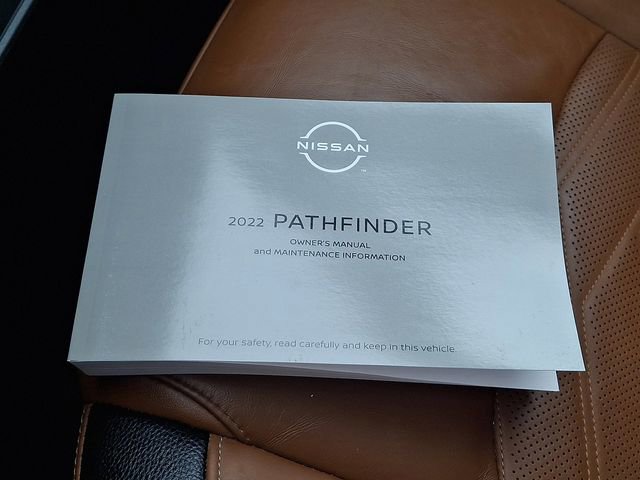 NISSAN
2022 PATHFINDER
OWNER'S MANUAL
and MAINTENANCE INFORMATION
For your safety, read carefully and keep in this vehicle.